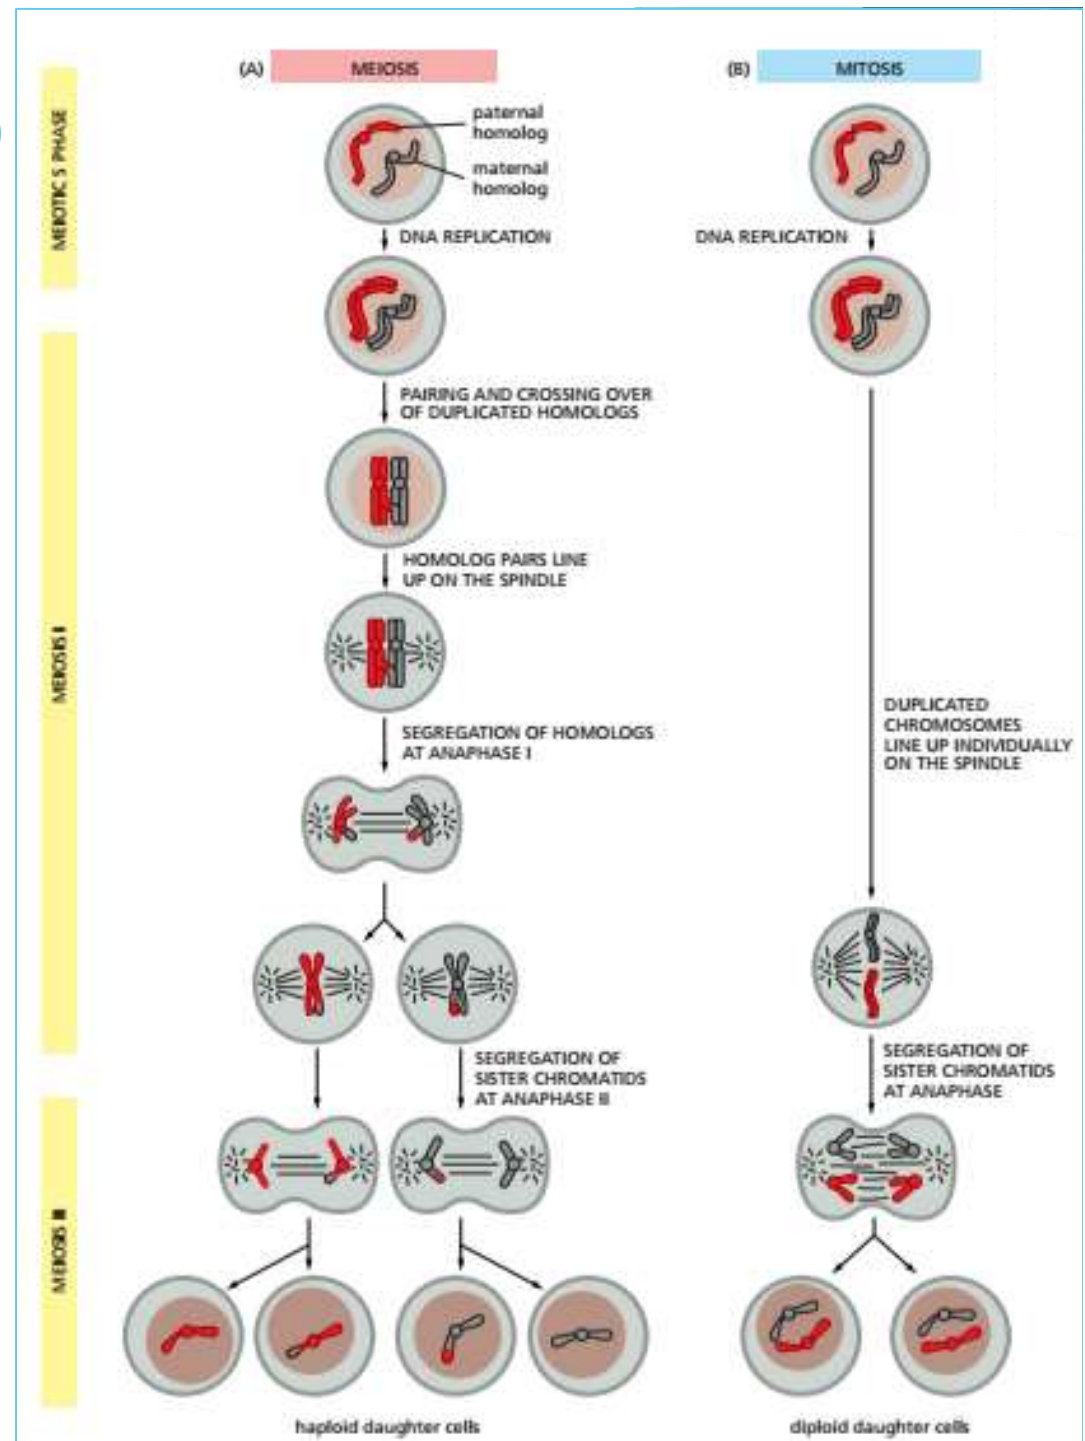 (A) MEIOSIS
paternal
homolog
maternal
homolog
DNA REPLICATION
PAIRING AND CROSSING OVER
OF DUPLICATED HOMOLOGS
HOMOLOG PAIRS LINE
UP ON THE SPINDLE
SEGREGATION OF HOMOLOGS
AT ANAPHASE I
SEGREGATION OF
SISTER CHROMATIDS
AT ANAPHASE II
haploid daughter cells
(B) MITOSIS
DNA REPLICATION
DUPLICATED
CHROMOSOMES
LINE UP INDIVIDUALLY
ON THE SPINDLE
SEGREGATION OF
SISTER CHROMATIDS
AT ANAPHASE
diploid daughter cells
MEIOTIC S PHASE
MEIOSIS I
MEIOSIS II